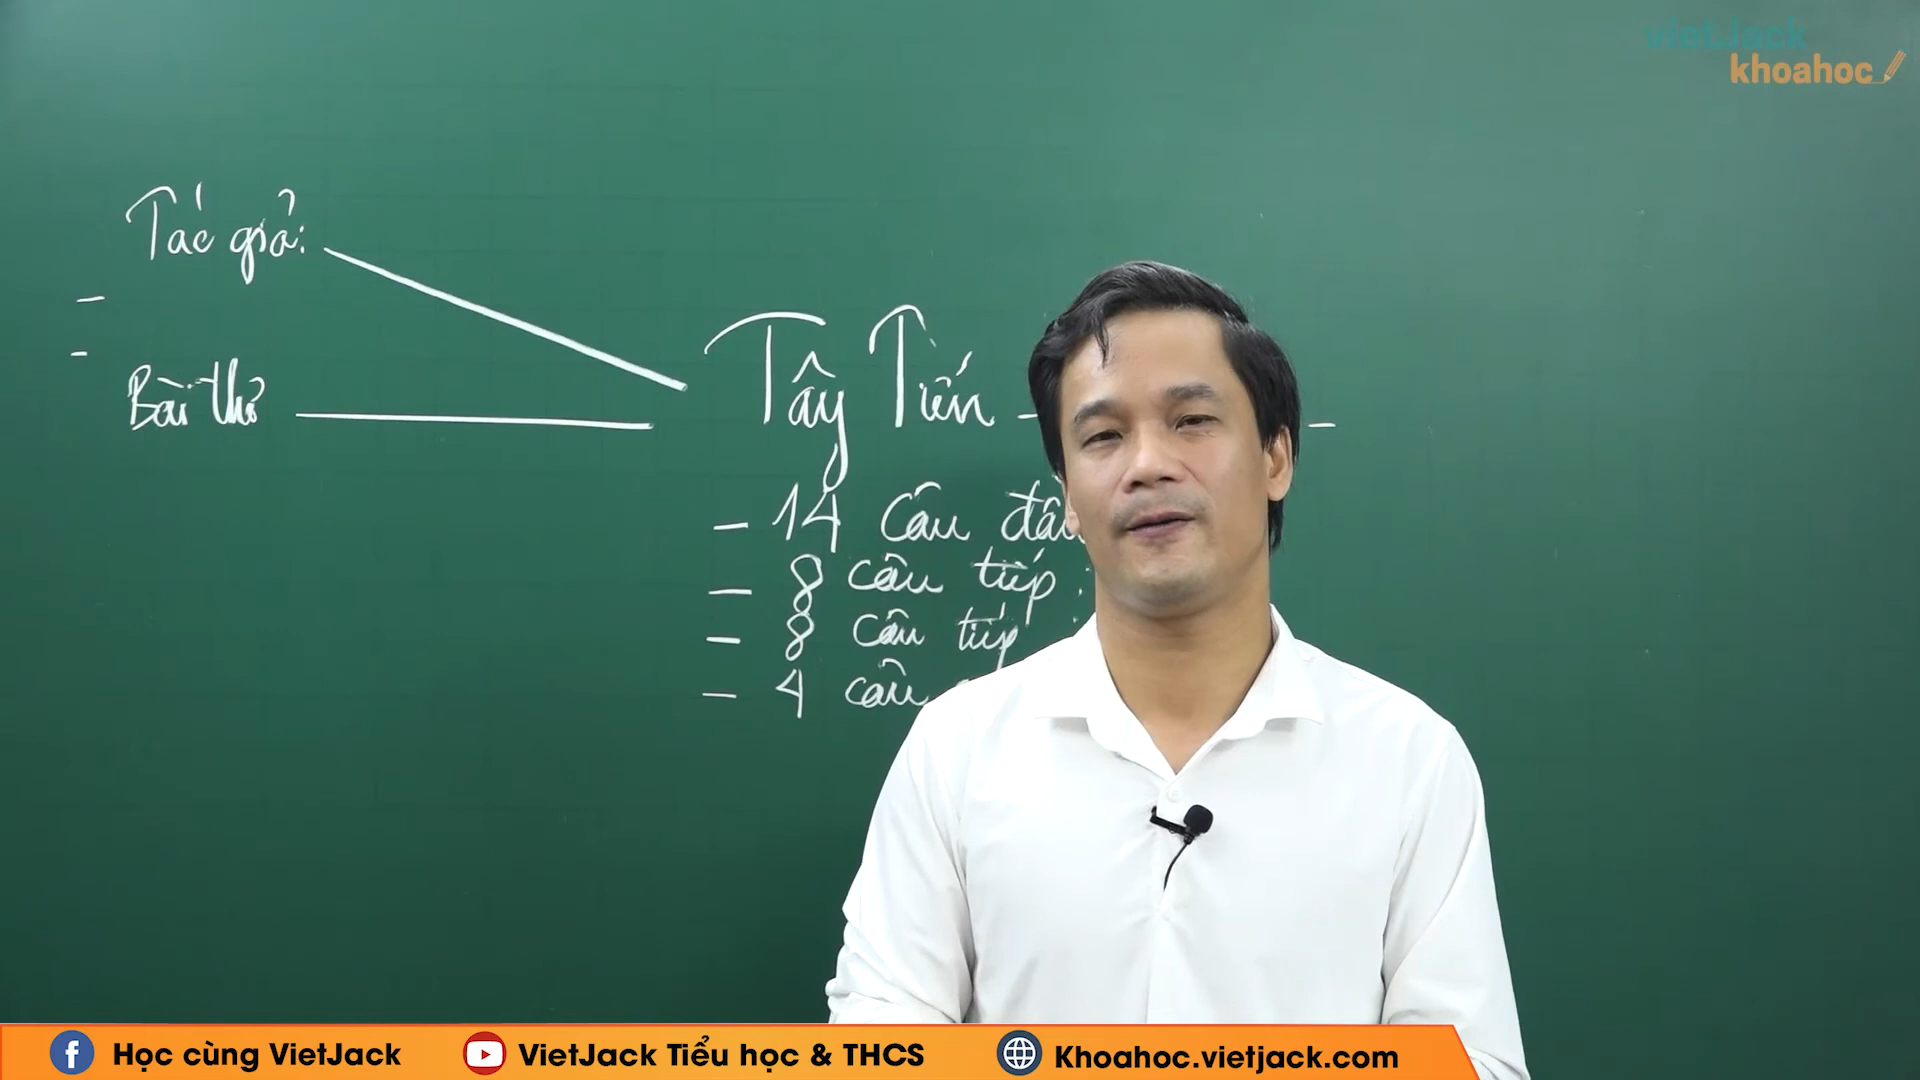 vietjack
khoahoc
Tác giả:
-
-
Bài thơ
Tây Tiến -
-
- 14 câu
- 8 câu tiếp :
- 8 câu tiếp :
- 4 câu
Học cùng VietJack
VietJack Tiểu học & THCS
Khoahoc.vietjack.com